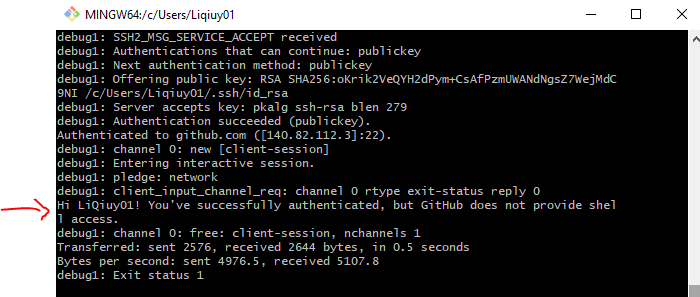 MINGW64:/c/Users/Liqiuy01
debug1: SSH2_MSG_SERVICE_ACCEPT received
debug1: Authentications that can continue: publickey
debug1: Next authentication method: publickey
debug1: Offering public key: RSA SHA256:oKrik2VeQYH2dPym+CsAfPzmUWANdNgsZ7WejMdC
9NI /c/Users/Liqiuy01/.ssh/id_rsa
debug1: Server accepts key: pkalg ssh-rsa blen 279
debug1: Authentication succeeded (publickey).
Authenticated to github.com ([140.82.112.3]:22).
debug1: channel 0: new [client-session]
debug1: Entering interactive session.
debug1: pledge: network
debug1: client_input_channel_req: channel 0 rtype exit-status reply 0
Hi LiQiuy01! You've successfully authenticated, but GitHub does not provide shel
l access.
debug1: channel 0: free: client-session, nchannels 1
Transferred: sent 2576, received 2644 bytes, in 0.5 seconds
Bytes per second: sent 4976.5, received 5107.8
debug1: Exit status 1